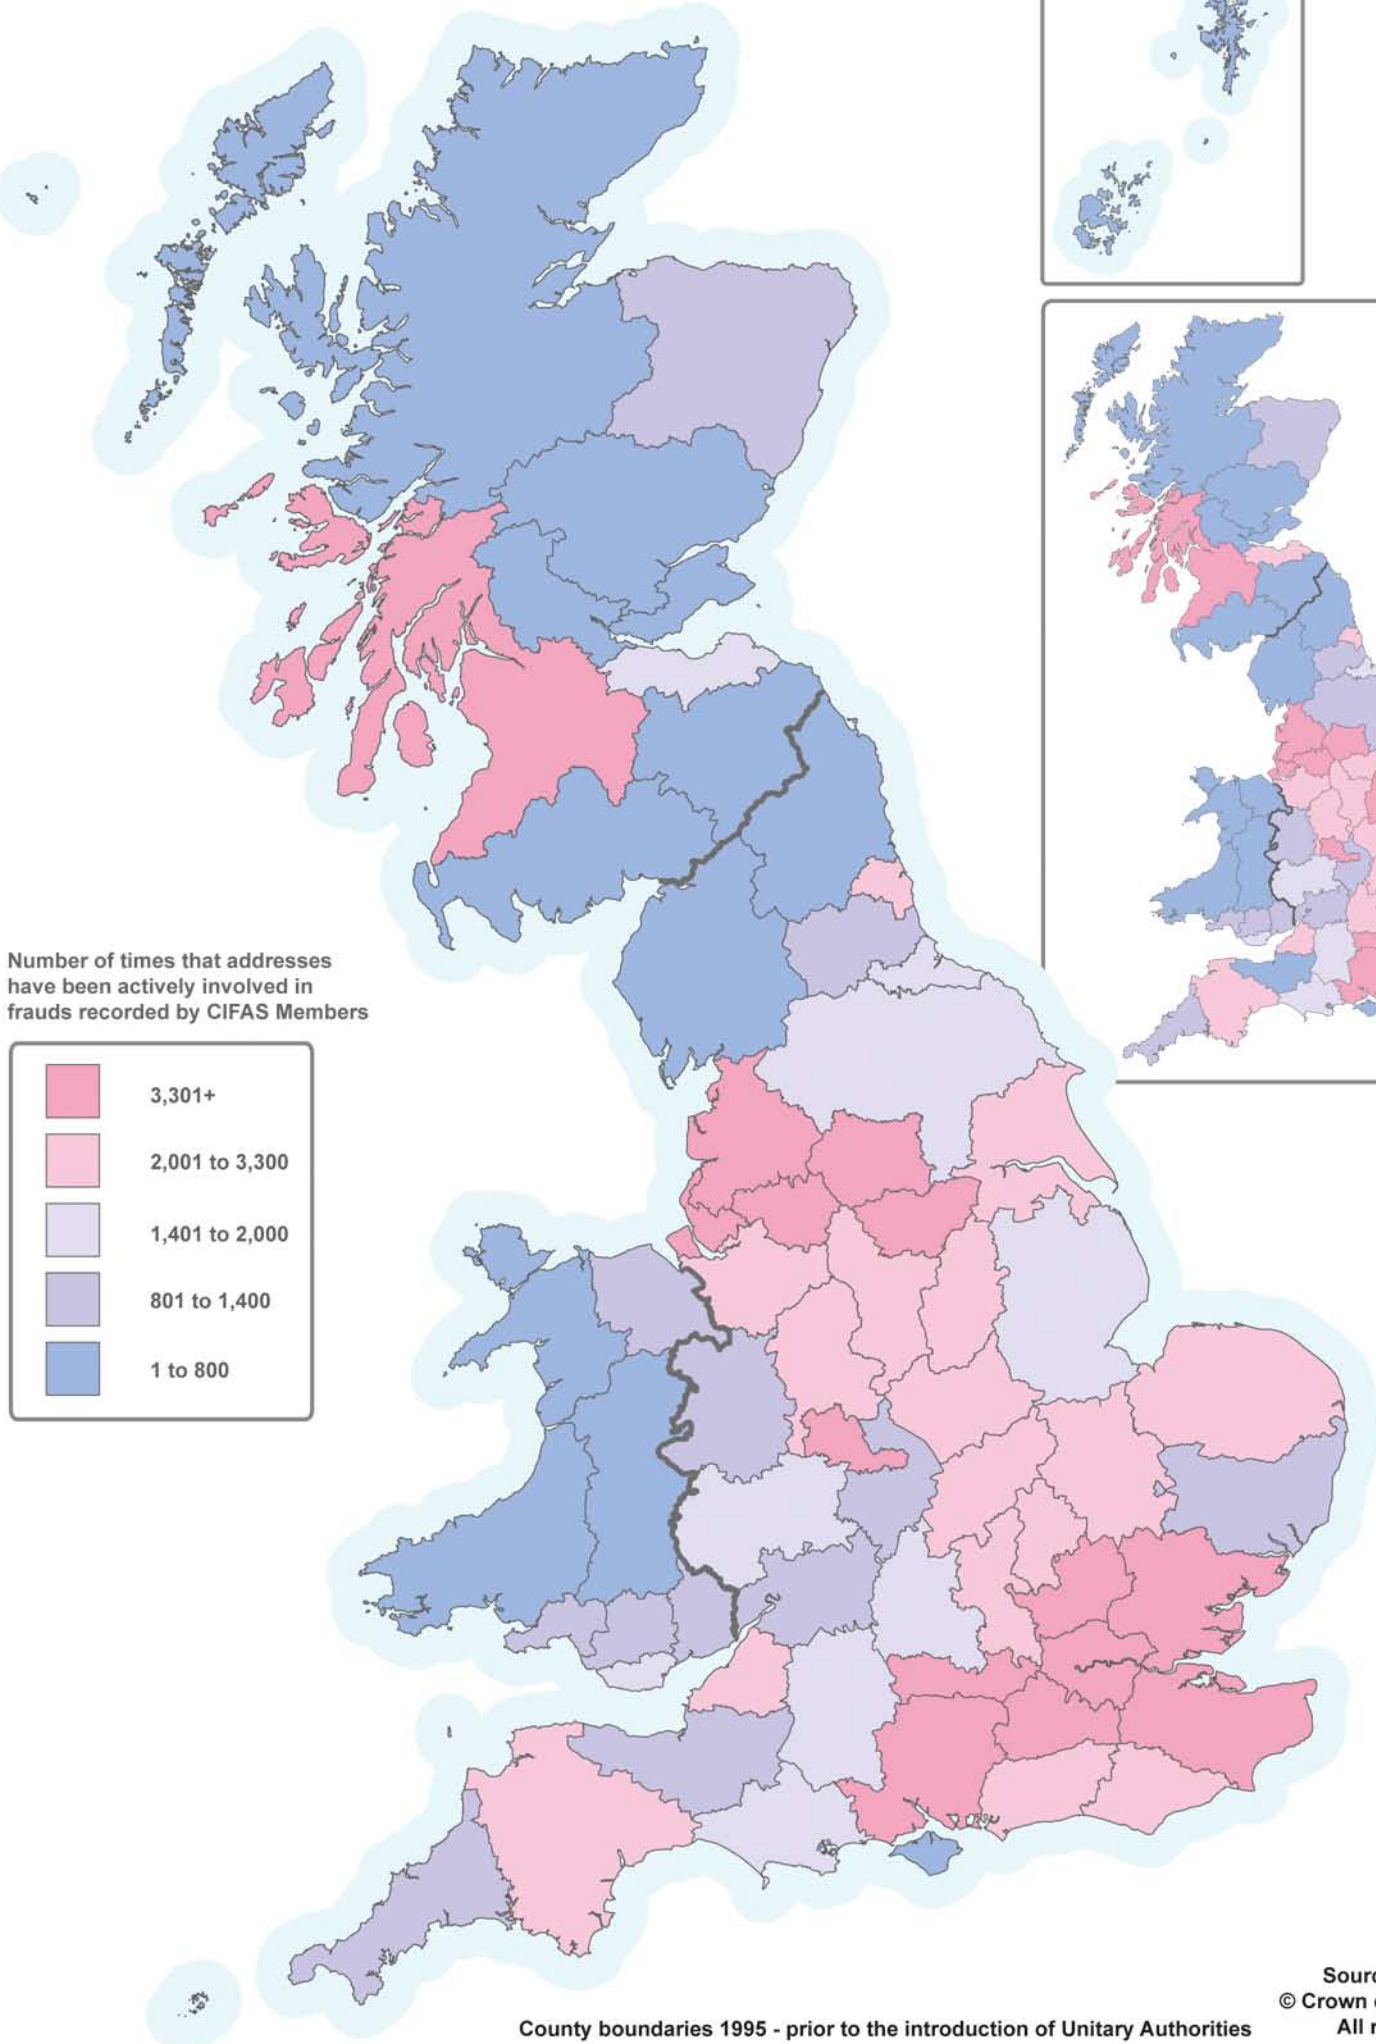 Number of times that addresses
have been actively involved in
frauds recorded by CIFAS Members
3,301+
2,001 to 3,300
1,401 to 2,000
801 to 1,400
1 to 800
© Crown
All
County boundaries 1995 - prior to the introduction of Unitary Authorities